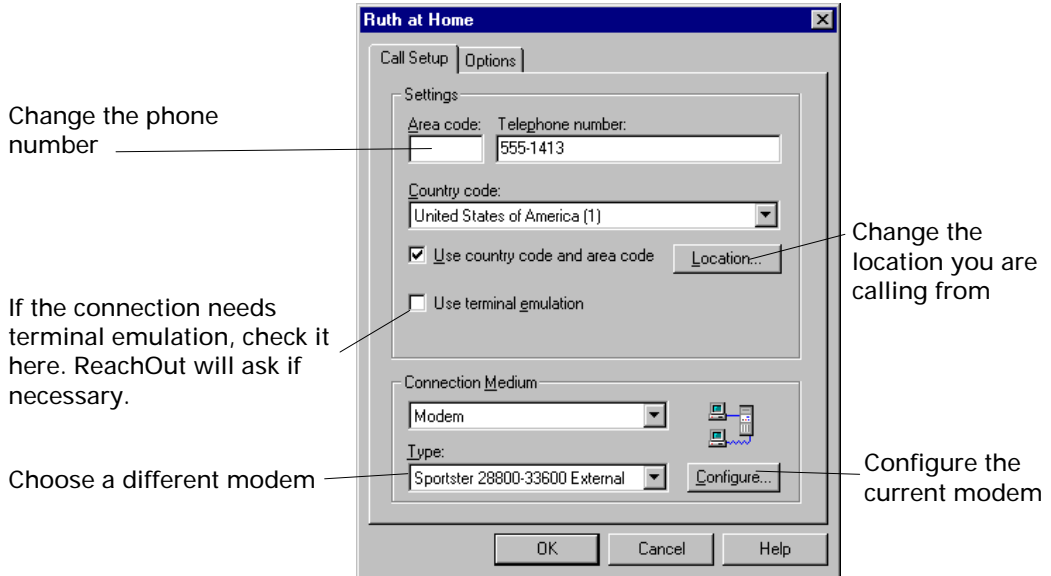 Ruth at Home
Call Setup
Options
Settings
Area code:
Telephone number:
555-1413
Country code:
United States of America (1)
Use country code and area code
Location...
Use terminal emulation
Connection Medium
Modem
Type:
Sportster 28800-33600 External
Configure...
OK
Cancel
Help
Change the phone
number
If the connection needs
terminal emulation, check it
here. ReachOut will ask if
necessary.
Choose a different modem
Change the
location you are
calling from
Configure the
current modem